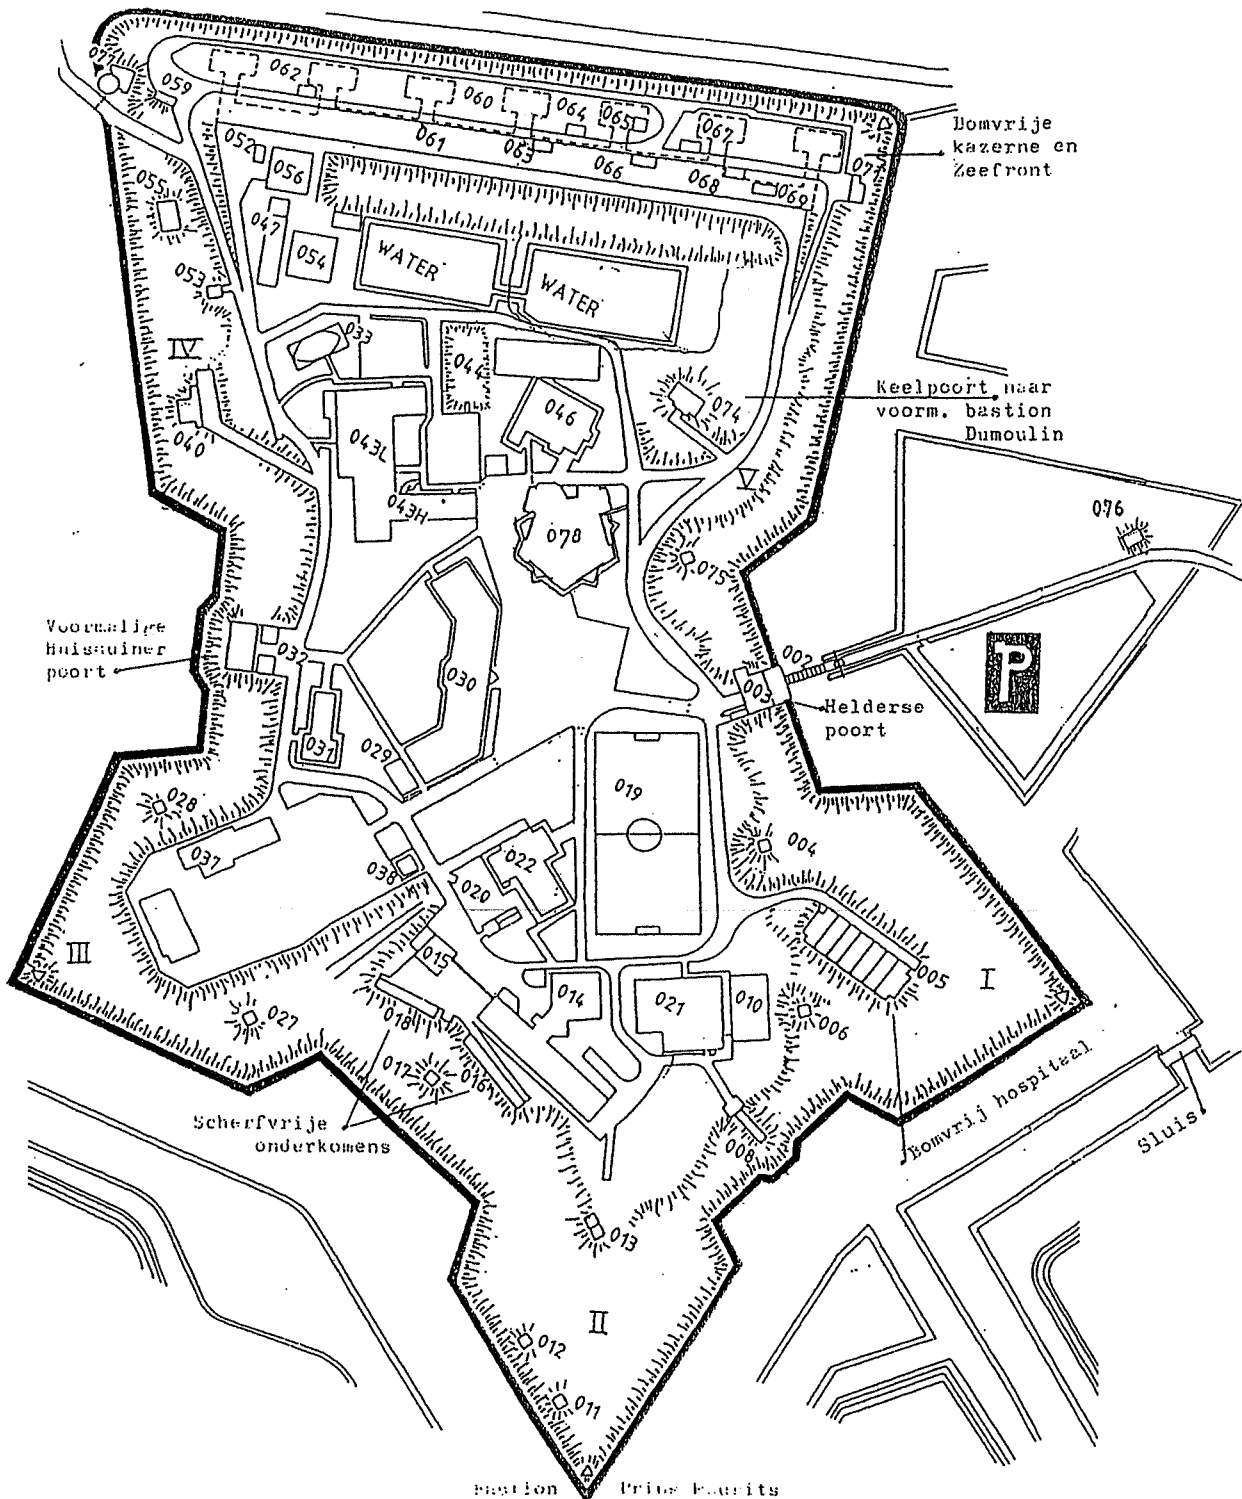 077
059
062
060
064
065
067
061
063
066
068
069
071
Bomvrije
kazerne en
Zeefront
052
056
055
047
054
WATER
WATER
053
033
IV
044
046
074
Keelpoort naar
voorm. bastion
Dumoulin
040
043L
043H
V
078
075
076
Voormalige
Huisduiner
poort
032
030
002
003
P
Helderse
poort
031
029
028
019
037
038
022
004
020
III
015
014
021
010
005
I
018
006
027
017
016
Scherfvrije
onderkomens
008
Bomvrij hospitaal
Sluis
013
II
012
011
Bastion Prins Maurits